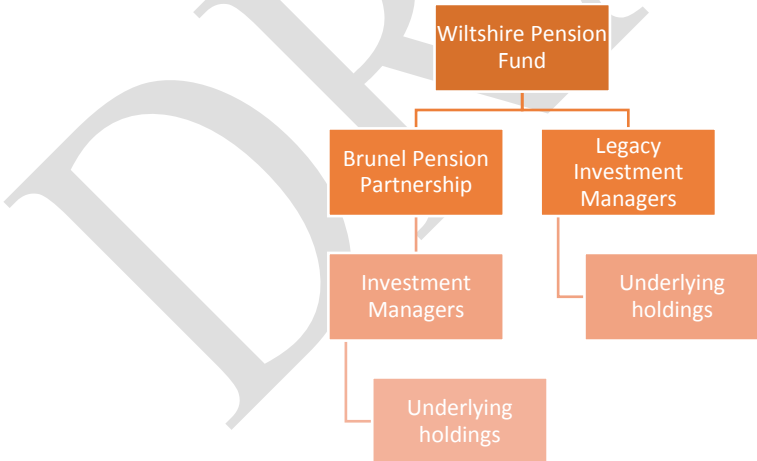 Wiltshire Pension
Fund
Brunel Pension
Partnership
Legacy
Investment
Managers
Investment
Managers
Underlying
holdings
Underlying
holdings